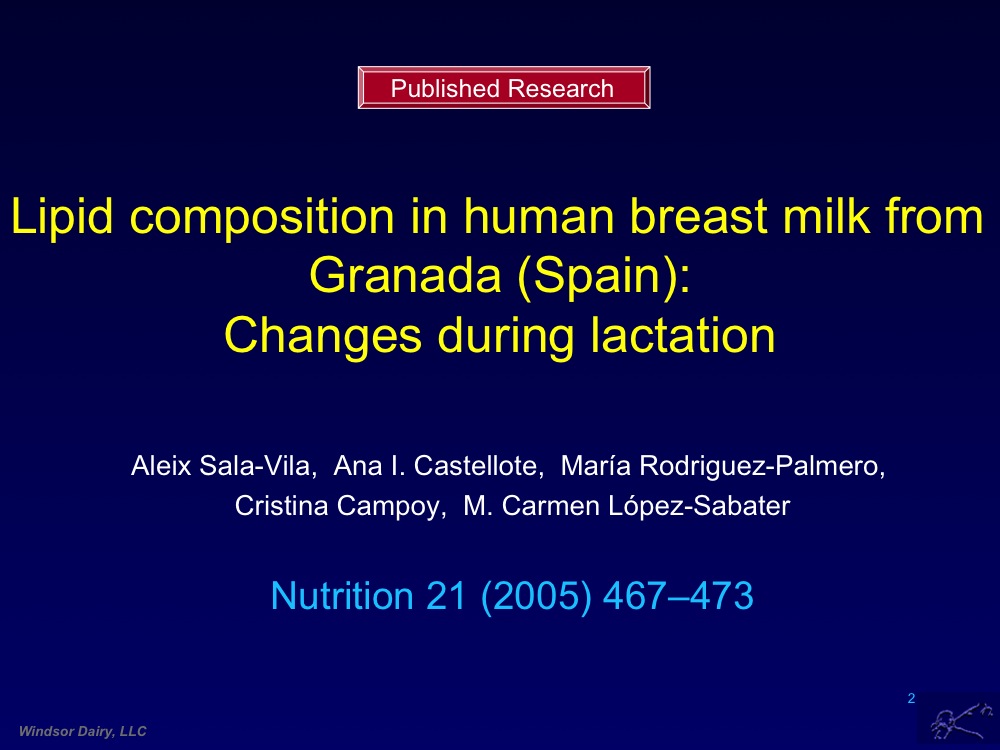 Published Research
Lipid composition in human breast milk from
Granada (Spain):
Changes during lactation
Aleix Sala-Vila,  Ana I. Castellote,  María Rodriguez-Palmero,
Cristina Campoy,  M. Carmen López-Sabater
Nutrition 21 (2005) 467–473
2
Windsor Dairy, LLC